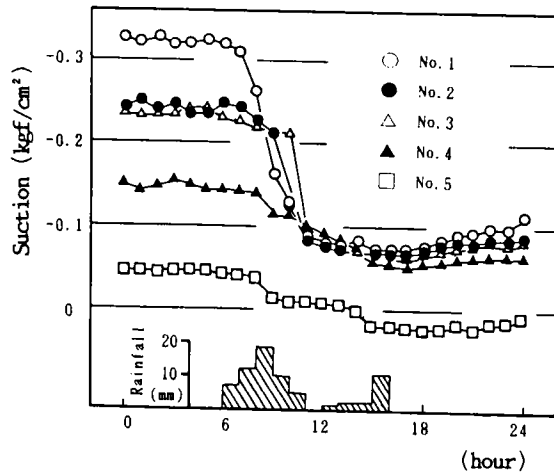 Suction (kgf/cm²)
-0.3
-0.2
-0.1
0
No. 1
No. 2
No. 3
No. 4
No. 5
Rainfall
(mm)
20
10
0 6 12 18 24
(hour)